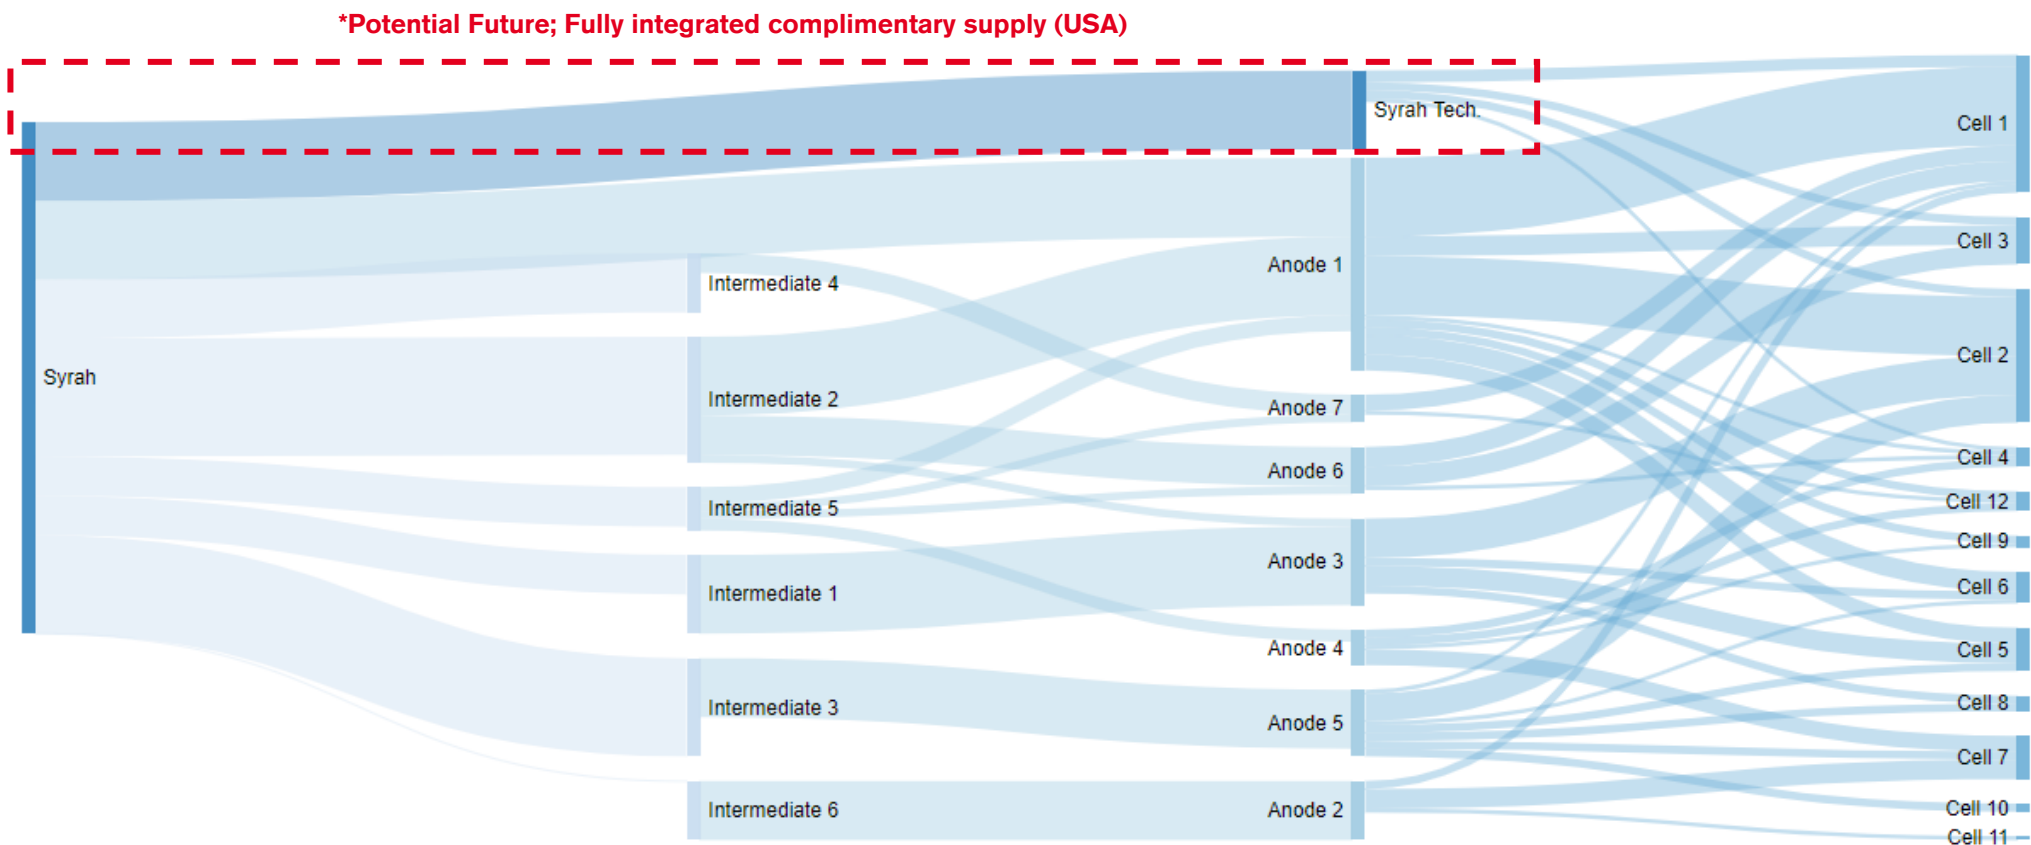 *Potential Future; Fully integrated complimentary supply (USA)
Syrah
Intermediate 4
Intermediate 2
Intermediate 5
Intermediate 1
Intermediate 3
Intermediate 6
Syrah Tech.
Anode 1
Anode 7
Anode 6
Anode 3
Anode 4
Anode 5
Anode 2
Cell 1
Cell 3
Cell 2
Cell 4
Cell 12
Cell 9
Cell 6
Cell 5
Cell 8
Cell 7
Cell 10
Cell 11